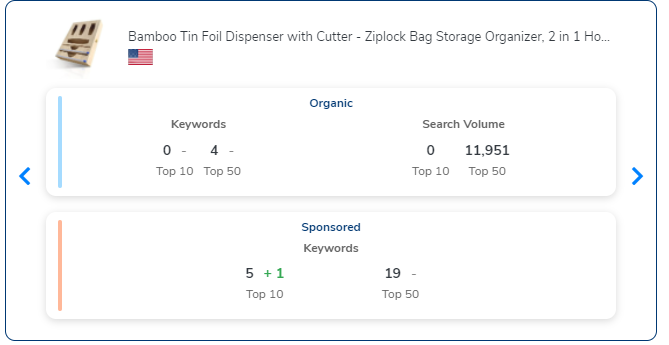 Bamboo Tin Foil Dispenser with Cutter - Ziplock Bag Storage Organizer, 2 in 1 Ho...
Organic
Keywords Search Volume
0 - 4 - 0 11,951
Top 10 Top 50 Top 10 Top 50
Sponsored
Keywords
5 + 1 19 -
Top 10 Top 50